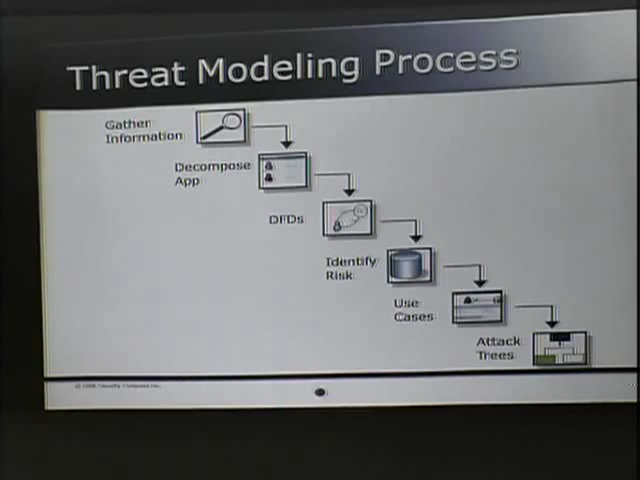 Threat Modeling Process
Gather
Information
Decompose
App
DFDs
Identify
Risk
Use
Cases
Attack
Trees